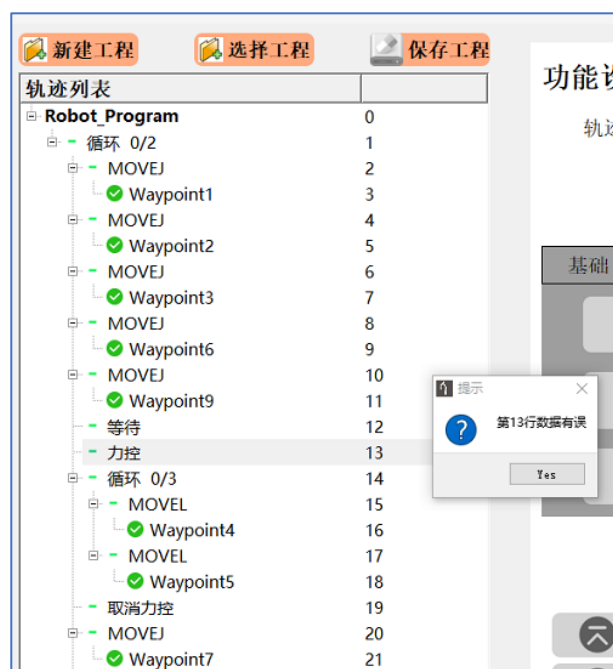 新建工程 选择工程 保存工程
功能设
轨迹列表
轨迹
Robot_Program 0
循环 0/2 1
MOVEJ 2
Waypoint1 3
MOVEJ 4
Waypoint2 5
MOVEJ 6
基础
Waypoint3 7
MOVEJ 8
Waypoint6 9
MOVEJ 10
提示
Waypoint9 11
第13行数据有误
等待 12
力控 13
Yes
循环 0/3 14
MOVEL 15
Waypoint4 16
MOVEL 17
Waypoint5 18
取消力控 19
MOVEJ 20
Waypoint7 21